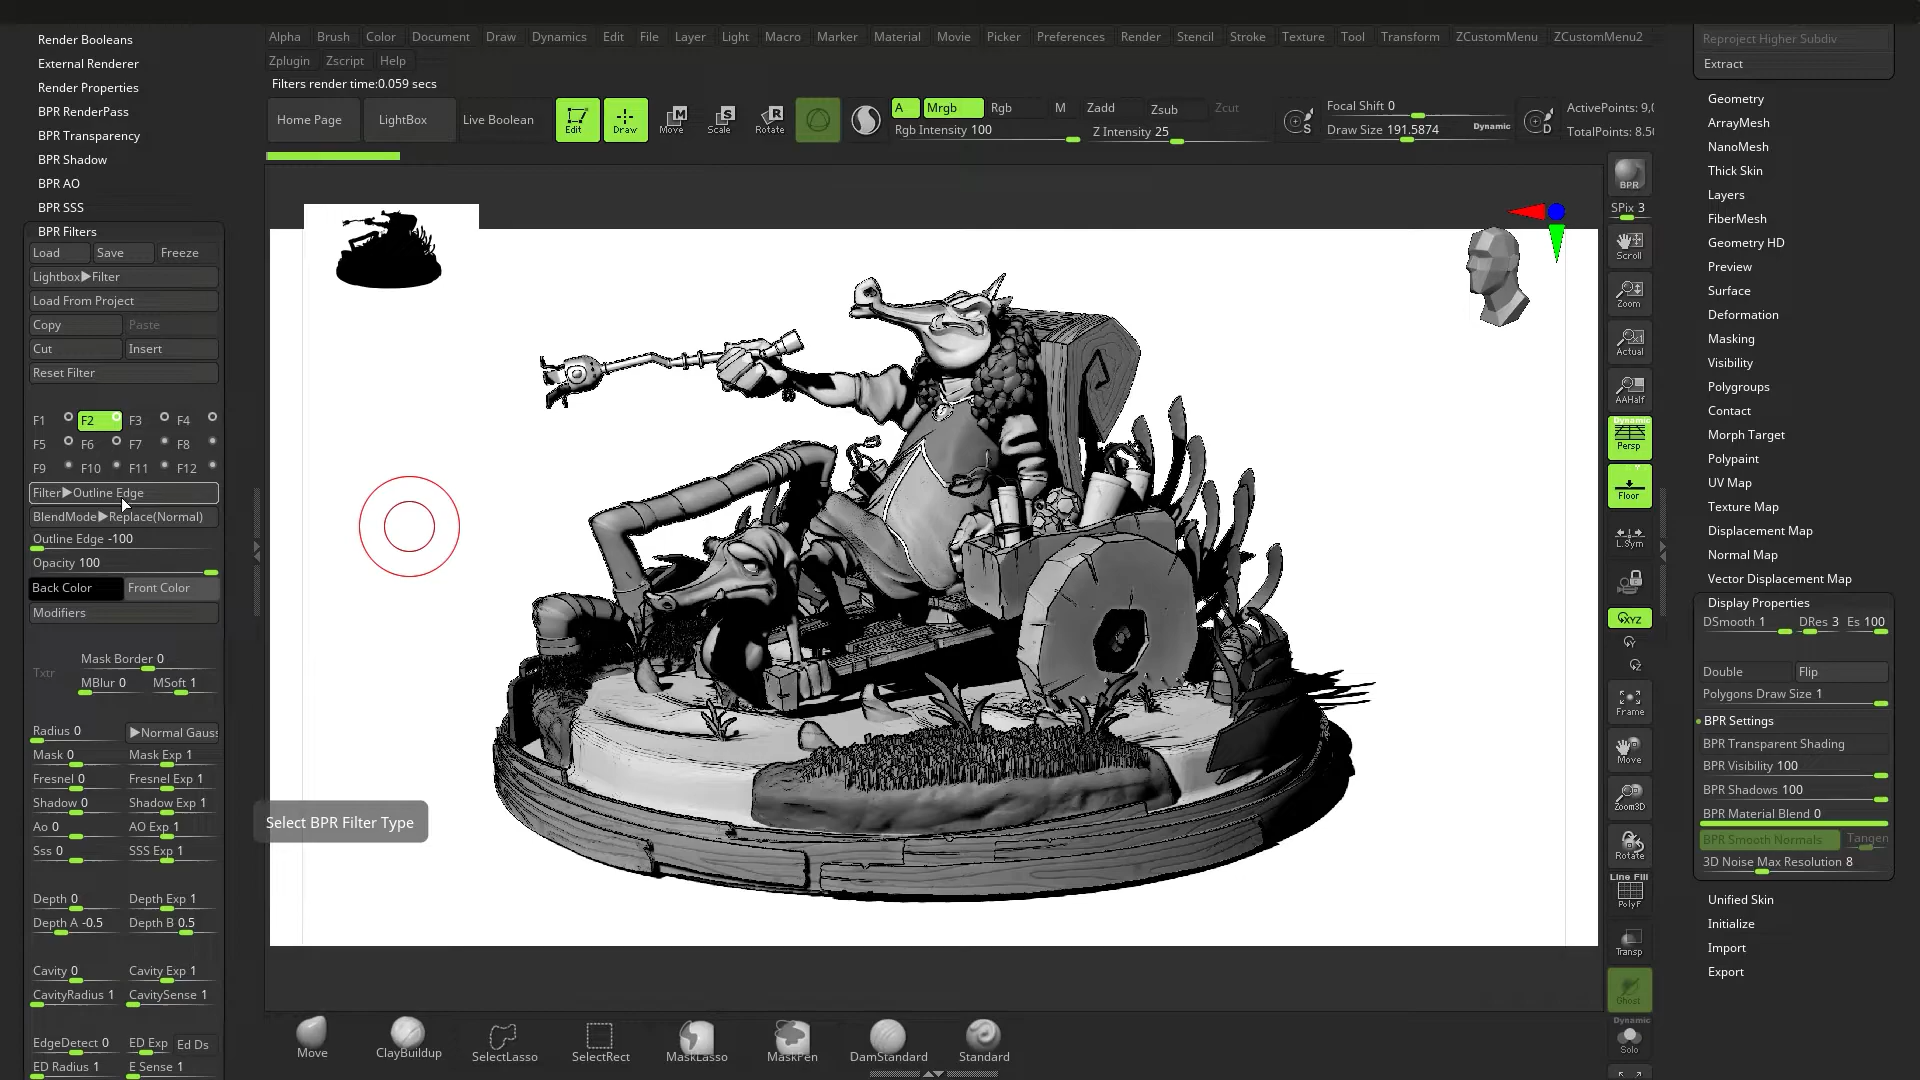 Render Booleans
External Renderer
Render Properties
BPR RenderPass
BPR Transparency
BPR Shadow
BPR AO
BPR SSS
BPR Filters
Load Save Freeze
Lightbox▶Filter
Load From Project
Copy Paste
Cut Insert
Reset Filter
F1 F2 F3 F4
F5 F6 F7 F8
F9 F10 F11 F12
Filter▶Outline Edge
BlendMode▶Replace(Normal)
Outline Edge -100
Opacity 100
Back Color Front Color
Modifiers
Txtr
Mask Border 0
MBlur 0 MSoft 1
Radius 0 ▶Normal Gaus
Mask 0 Mask Exp 1
Fresnel 0 Fresnel Exp 1
Shadow 0 Shadow Exp 1
Ao 0 AO Exp 1
Sss 0 SSS Exp 1
Depth 0 Depth Exp 1
Depth A -0.5 Depth B 0.5
Cavity 0 Cavity Exp 1
CavityRadius 1 CavitySense 1
EdgeDetect 0 ED Exp Ed Ds
ED Radius 1 E Sense 1
Alpha Brush Color Document Draw Dynamics Edit File Layer Light Macro Marker Material Movie Picker Preferences Render Stencil Stroke Texture Tool Transform ZCustomMenu ZCustomMenu2
Zplugin Zscript Help
Filters render time:0.059 secs
Home Page LightBox Live Boolean Edit Draw Move Scale Rotate
A Mrgb Rgb M Zadd Zsub Zcut
Rgb Intensity 100 Z Intensity 25
S Focal Shift 0
Draw Size 191.5874 Dynamic
D ActivePoints: 9,0
TotalPoints: 8.50
Select BPR Filter Type
BPR
SPix 3
Scroll
Zoom
Actual
AAHalf
Dynamic
Persp
Floor
L.Sym
XYZ
Frame
Move
Zoom3D
Rotate
Line Fill
PolyF
Transp
Ghost
Dynamic
Solo
Move ClayBuildup SelectLasso SelectRect MaskLasso MaskPen DamStandard Standard
Reproject Higher Subdiv
Extract
Geometry
ArrayMesh
NanoMesh
Thick Skin
Layers
FiberMesh
Geometry HD
Preview
Surface
Deformation
Masking
Visibility
Polygroups
Contact
Morph Target
Polypaint
UV Map
Texture Map
Displacement Map
Normal Map
Vector Displacement Map
Display Properties
DSmooth 1 DRes 3 Es 100
Double Flip
Polygons Draw Size 1
BPR Settings
BPR Transparent Shading
BPR Visibility 100
BPR Shadows 100
BPR Material Blend 0
BPR Smooth Normals Tangen
3D Noise Max Resolution 8
Unified Skin
Initialize
Import
Export